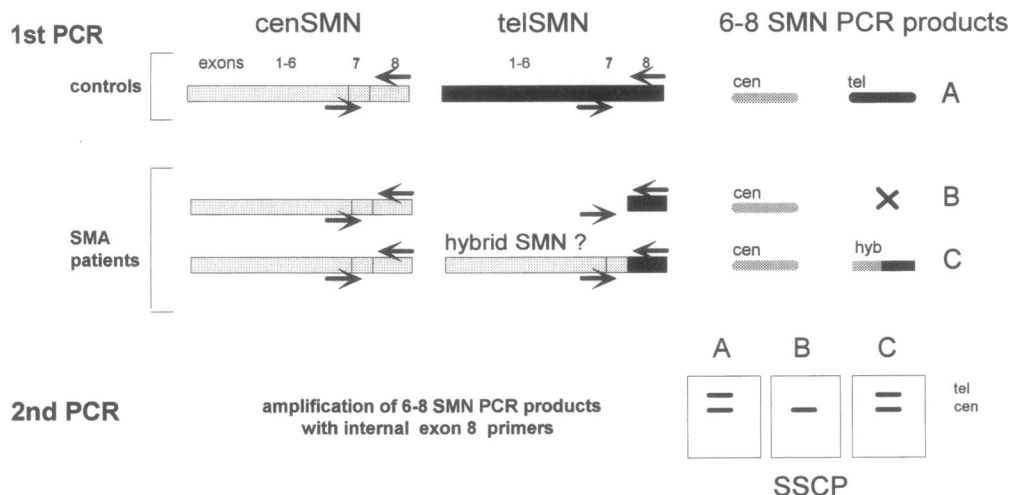 cenSMN telSMN 6-8 SMN PCR products
1st PCR
exons 1-6 7 8 1-6 7 8
controls
cen tel A
cen B
SMA
patients
hybrid SMN ?
cen hyb C
A B C
tel
cen
2nd PCR
amplification of 6-8 SMN PCR products
with internal exon 8 primers
SSCP